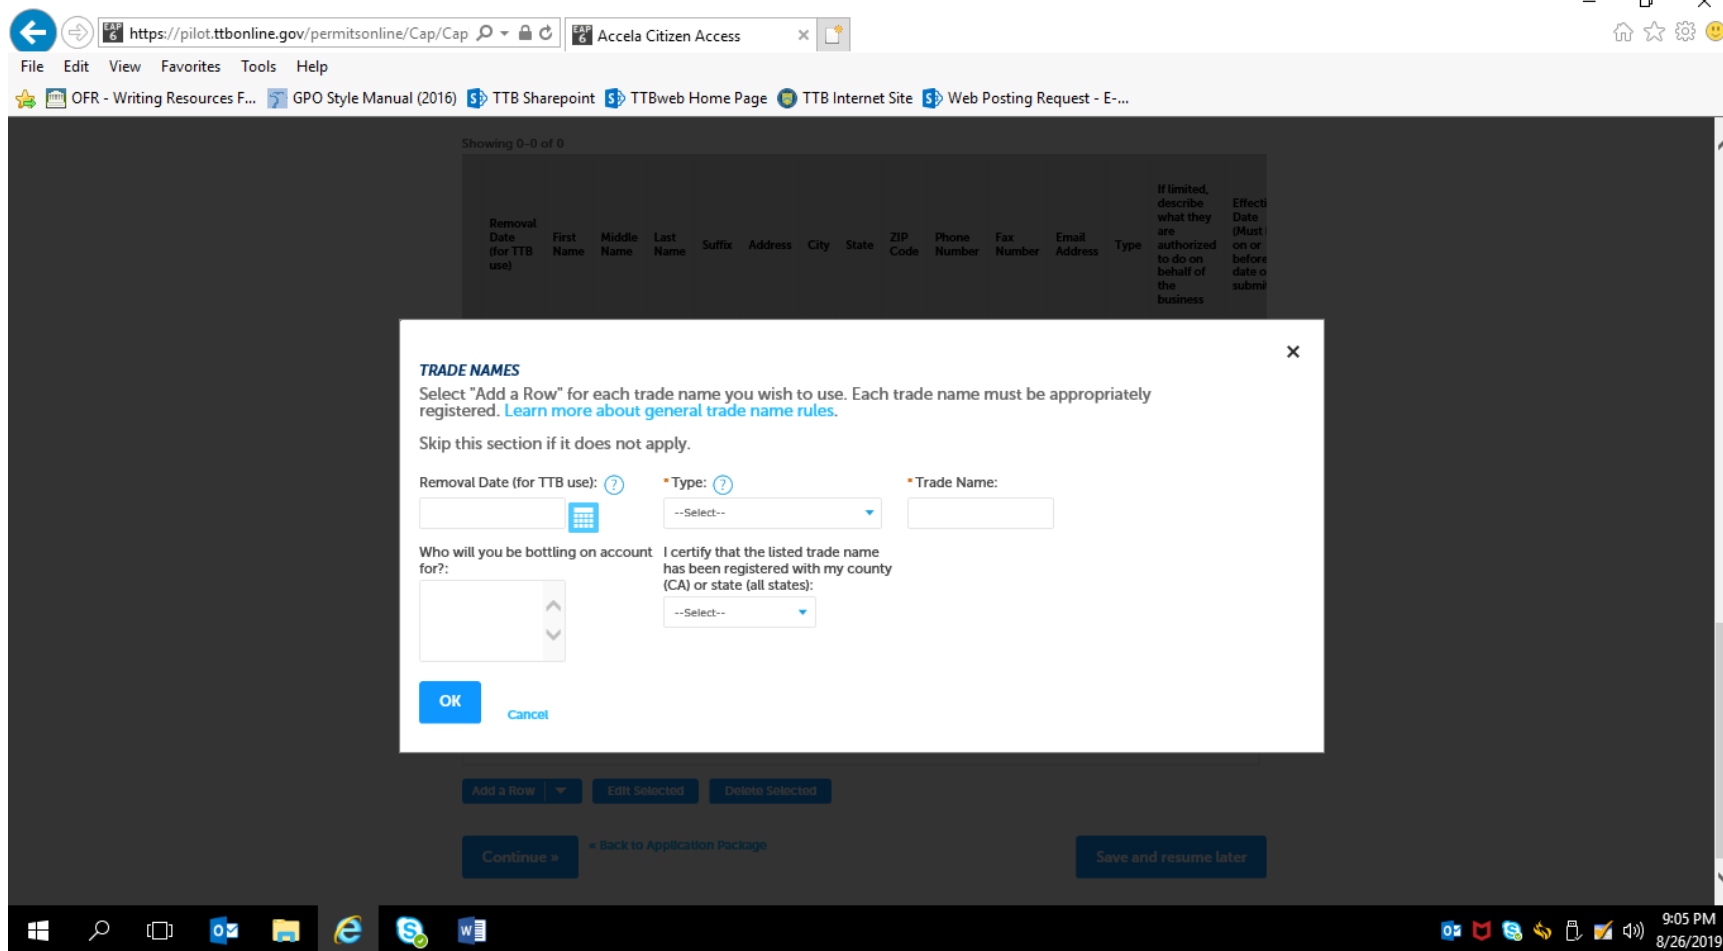 https://pilot.ttbonline.gov/permitsonline/Cap/Cap
Accela Citizen Access
File Edit View Favorites Tools Help
OFR - Writing Resources F... GPO Style Manual (2016) TTB Sharepoint TTBweb Home Page TTB Internet Site Web Posting Request - E-...
Showing 0-0 of 0
Removal Date (for TTB use) First Name Middle Name Last Name Suffix Address City State ZIP Code Phone Number Fax Number Email Address Type If limited, describe what they are authorized to do on behalf of the business Effecti Date (Must on or before date o submi
TRADE NAMES
Select "Add a Row" for each trade name you wish to use. Each trade name must be appropriately
registered. Learn more about general trade name rules.
Skip this section if it does not apply.
Removal Date (for TTB use): ? * Type: ? * Trade Name:
--Select--
Who will you be bottling on account
for?:
I certify that the listed trade name
has been registered with my county
(CA) or state (all states):
--Select--
OK
Cancel
Add a Row Edit Selected Delete Selected
Continue » « Back to Application Package Save and resume later
9:05 PM
8/26/2019